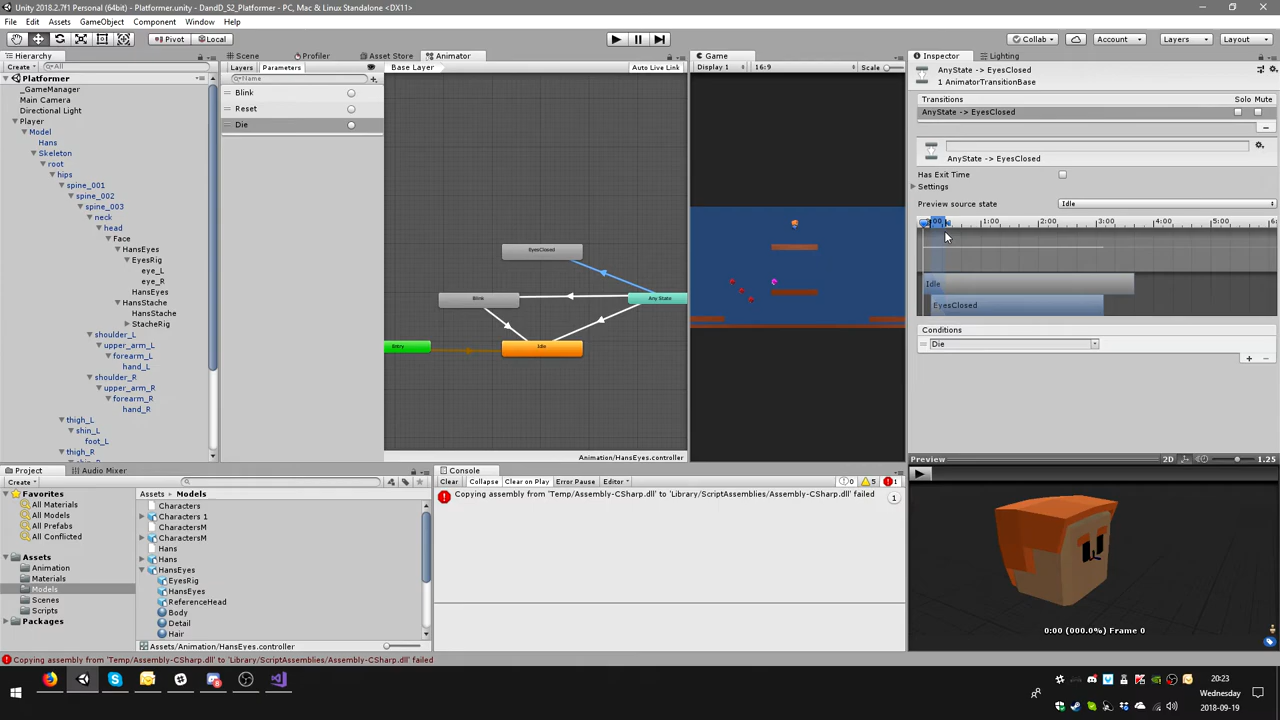 Unity 2018.2.7f1 Personal (64bit) - Platformer.unity - DandD_S2_Platformer - PC, Mac & Linux Standalone <DX11>
File Edit Assets GameObject Component Window Help
Pivot Local Collab Account Layers Layout
Hierarchy
Create All
Platformer
_GameManager
Main Camera
Directional Light
Player
Model
Hans
Skeleton
root
hips
spine_001
spine_002
spine_003
neck
head
Face
HansEyes
EyesRig
eye_L
eye_R
HansEyes
HansStache
HansStache
StacheRig
shoulder_L
upper_arm_L
forearm_L
hand_L
shoulder_R
upper_arm_R
forearm_R
hand_R
thigh_L
shin_L
foot_L
thigh_R
Scene Profiler Asset Store Animator
Layers Parameters Base Layer Auto Live Link
Name
Blink
Reset
Die
EyesClosed
Blink
Any State
Entry
Idle
Animation/HansEyes.controller
Game
Display 1 16:9 Scale
Inspector Lighting
AnyState -> EyesClosed
1 AnimatorTransitionBase
Transitions Solo Mute
AnyState -> EyesClosed
AnyState -> EyesClosed
Has Exit Time
Settings
Preview source state Idle
1:00 2:00 3:00 4:00 5:00 6:
Idle
EyesClosed
Conditions
Die
Preview 2D 1.25
0:00 (000.0%) Frame 0
Project Audio Mixer
Create
Favorites
All Materials
All Models
All Prefabs
All Conflicted
Assets
Animation
Materials
Models
Scenes
Scripts
Packages
Assets Models
Characters
Characters 1
CharactersM
CharactersM
Hans
Hans
HansEyes
EyesRig
HansEyes
ReferenceHead
Body
Detail
Hair
Assets/Animation/HansEyes.controller
Console
Clear Collapse Clear on Play Error Pause Editor 0 5 1
Copying assembly from 'Temp/Assembly-CSharp.dll' to 'Library/ScriptAssemblies/Assembly-CSharp.dll' failed 1
Copying assembly from 'Temp/Assembly-CSharp.dll' to 'Library/ScriptAssemblies/Assembly-CSharp.dll' failed
20:23
Wednesday
2018-09-19